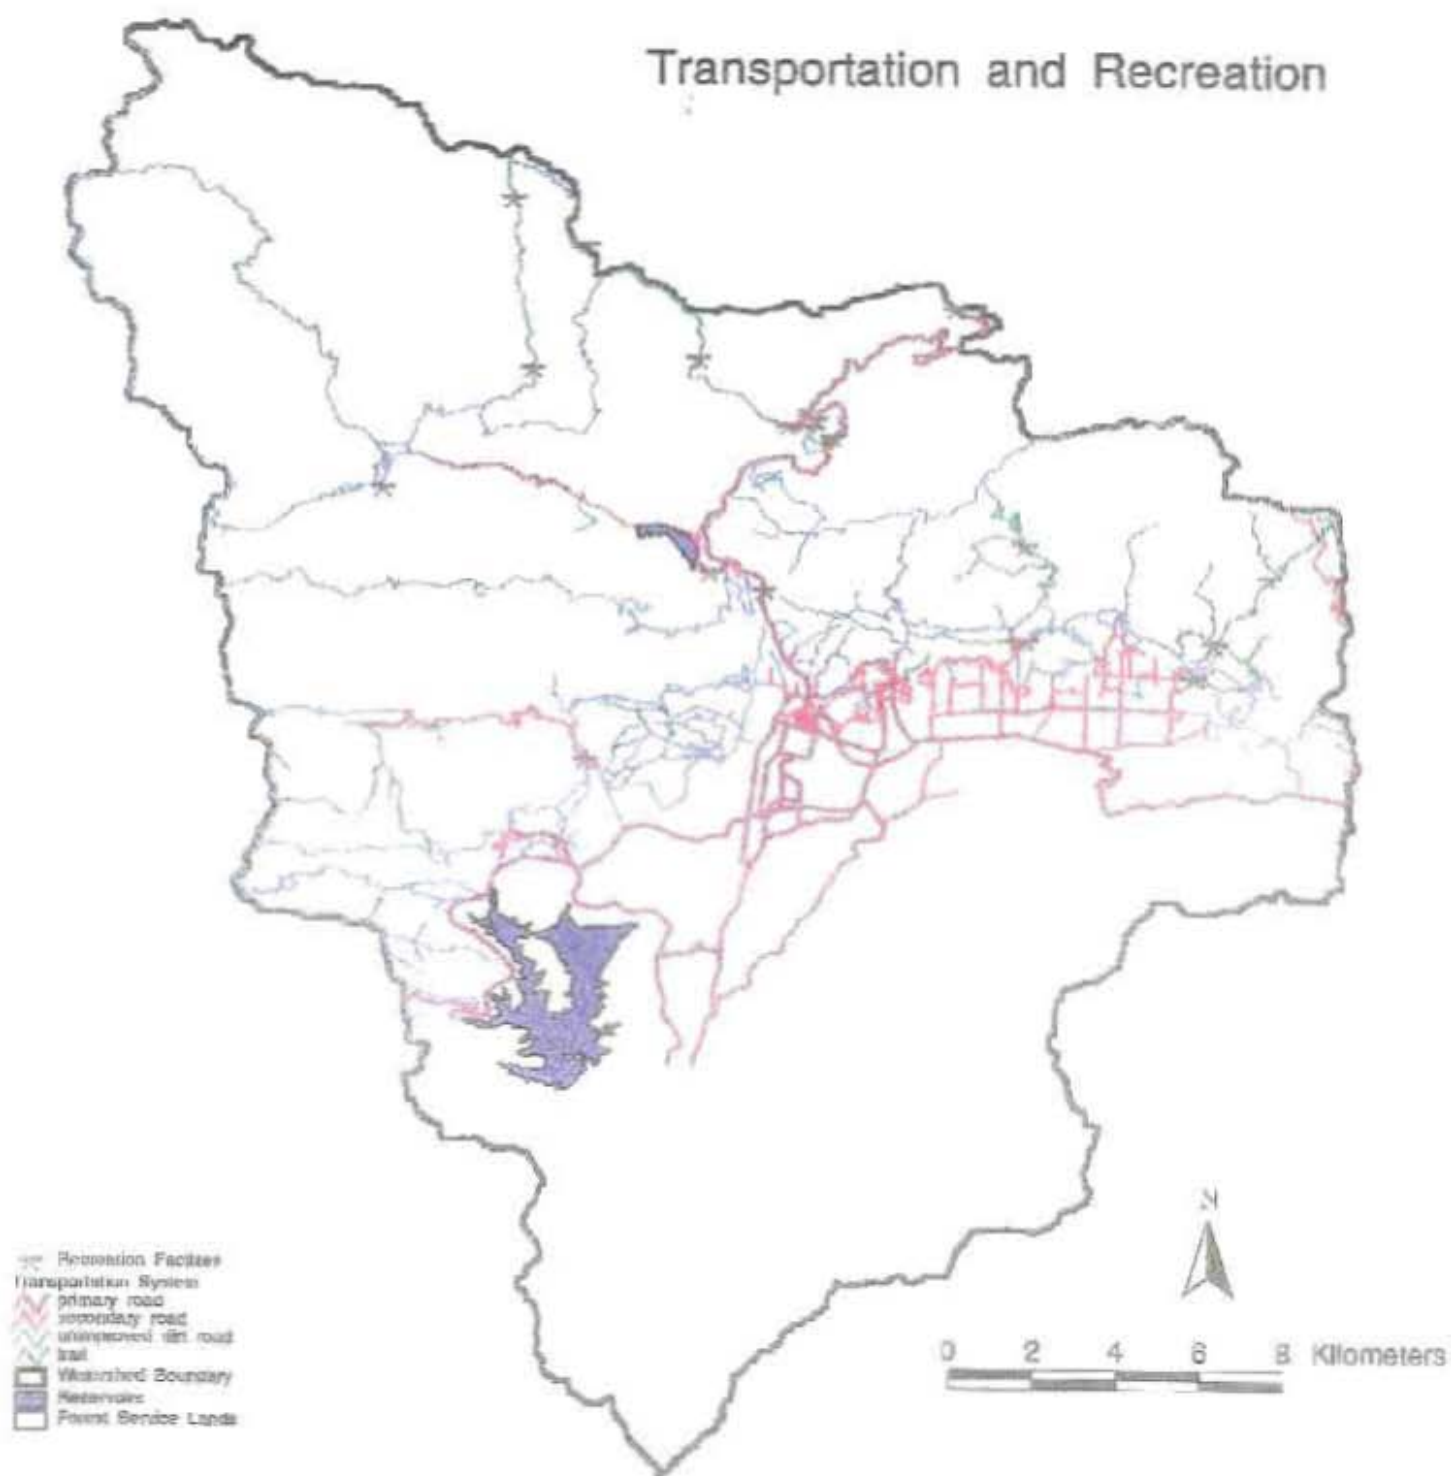 Transportation and Recreation
N
0 2 4 6 8 Kilometers
Recreation Facilities
Transportation System
primary road
secondary road
unimproved dirt road
trail
Watershed Boundary
Reservoirs
Forest Service Lands